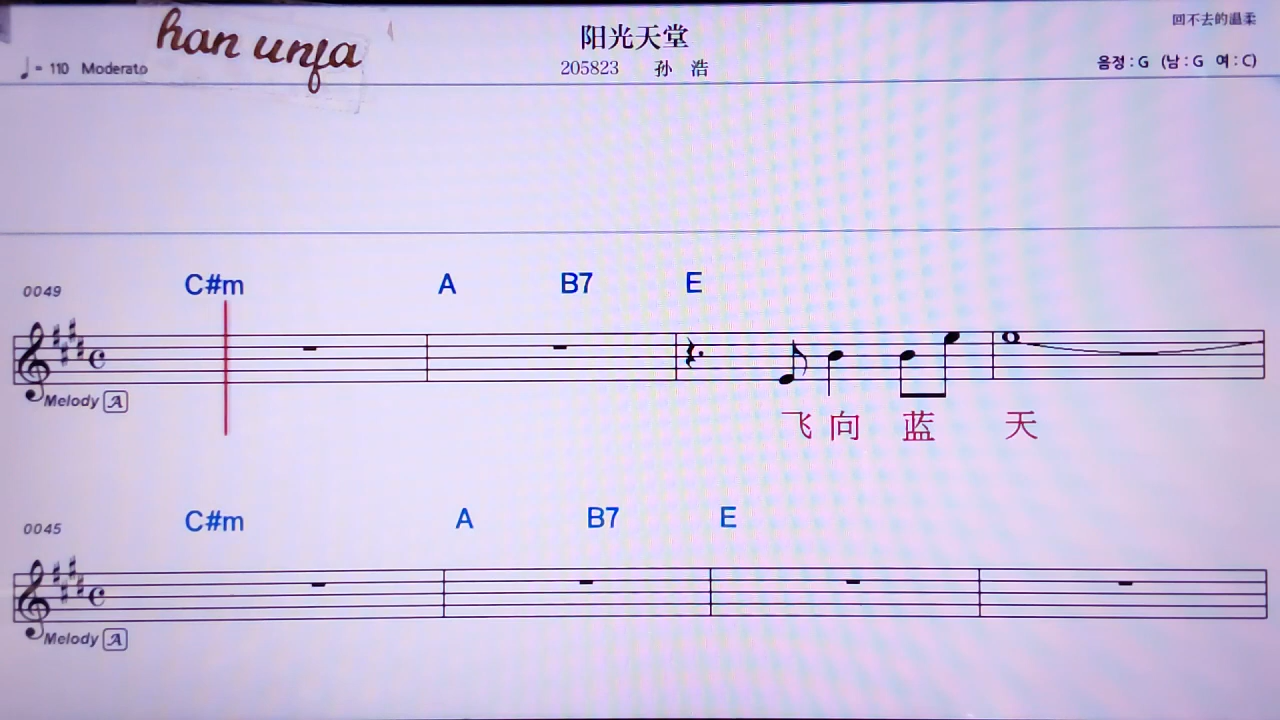 han unfa
阳光天堂
回不去的温柔
♩= 110 Moderato
205823 孙 浩
음정 : G (남 : G 여 : C)
0049
C#m A B7 E
Melody A
飞 向 蓝 天
0045
C#m A B7 E
Melody A